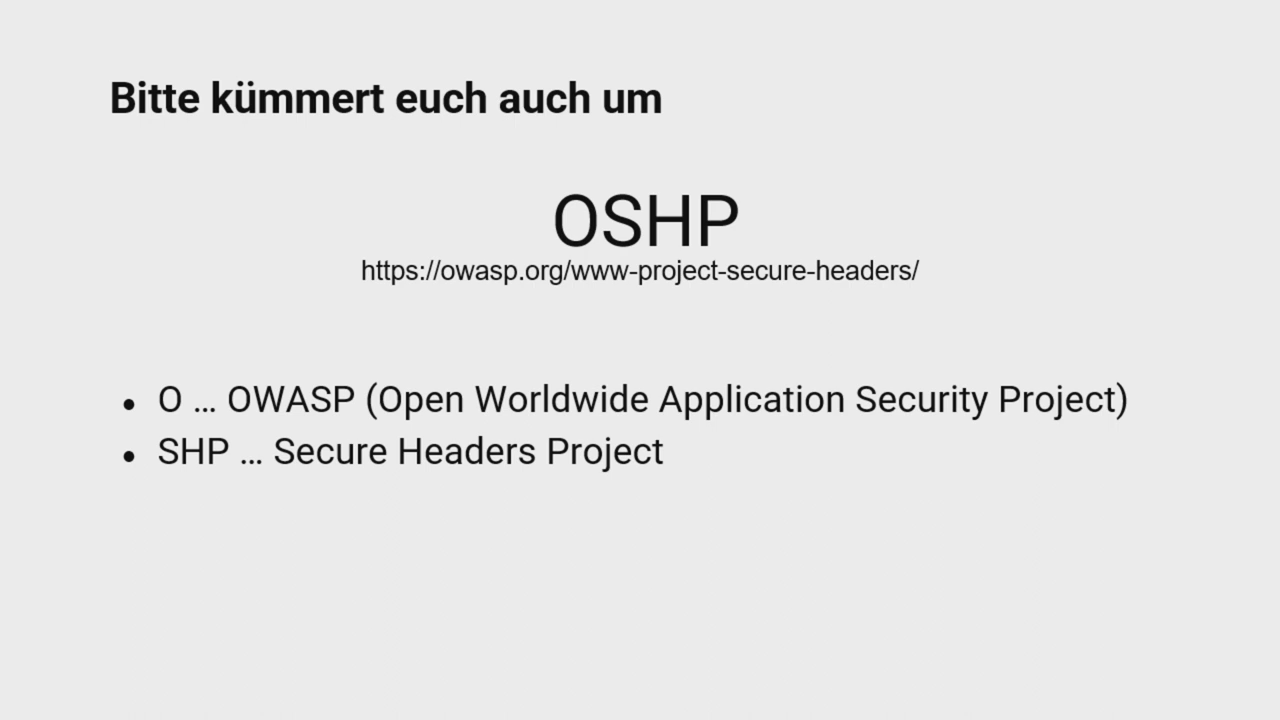 Bitte kümmert euch auch um
OSHP
https://owasp.org/www-project-secure-headers/
• O … OWASP (Open Worldwide Application Security Project)
• SHP … Secure Headers Project